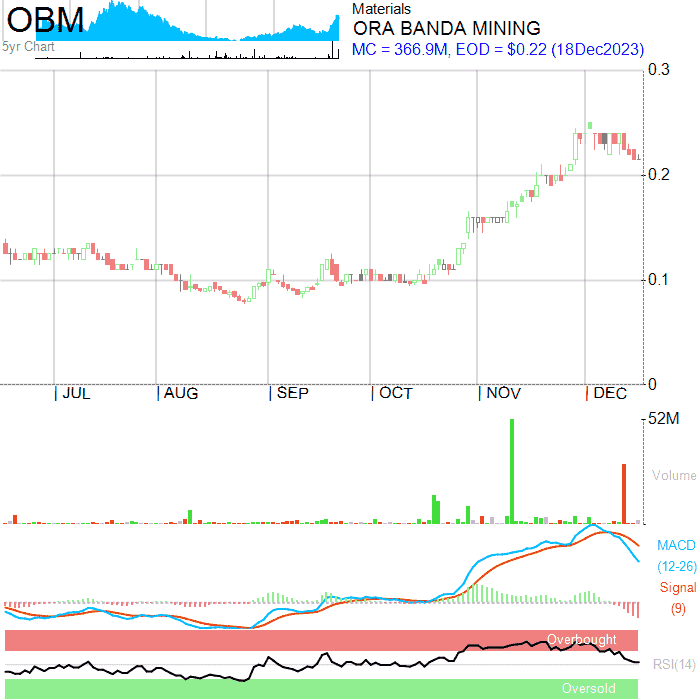 OBM
5yr Chart
Materials
ORA BANDA MINING
MC = 366.9M, EOD = $0.22 (18Dec2023)
0.3
0.2
0.1
0
JUL
AUG
SEP
OCT
NOV
DEC
52M
Volume
MACD
(12-26)
Signal
(9)
Overbought
RSI(14)
Oversold